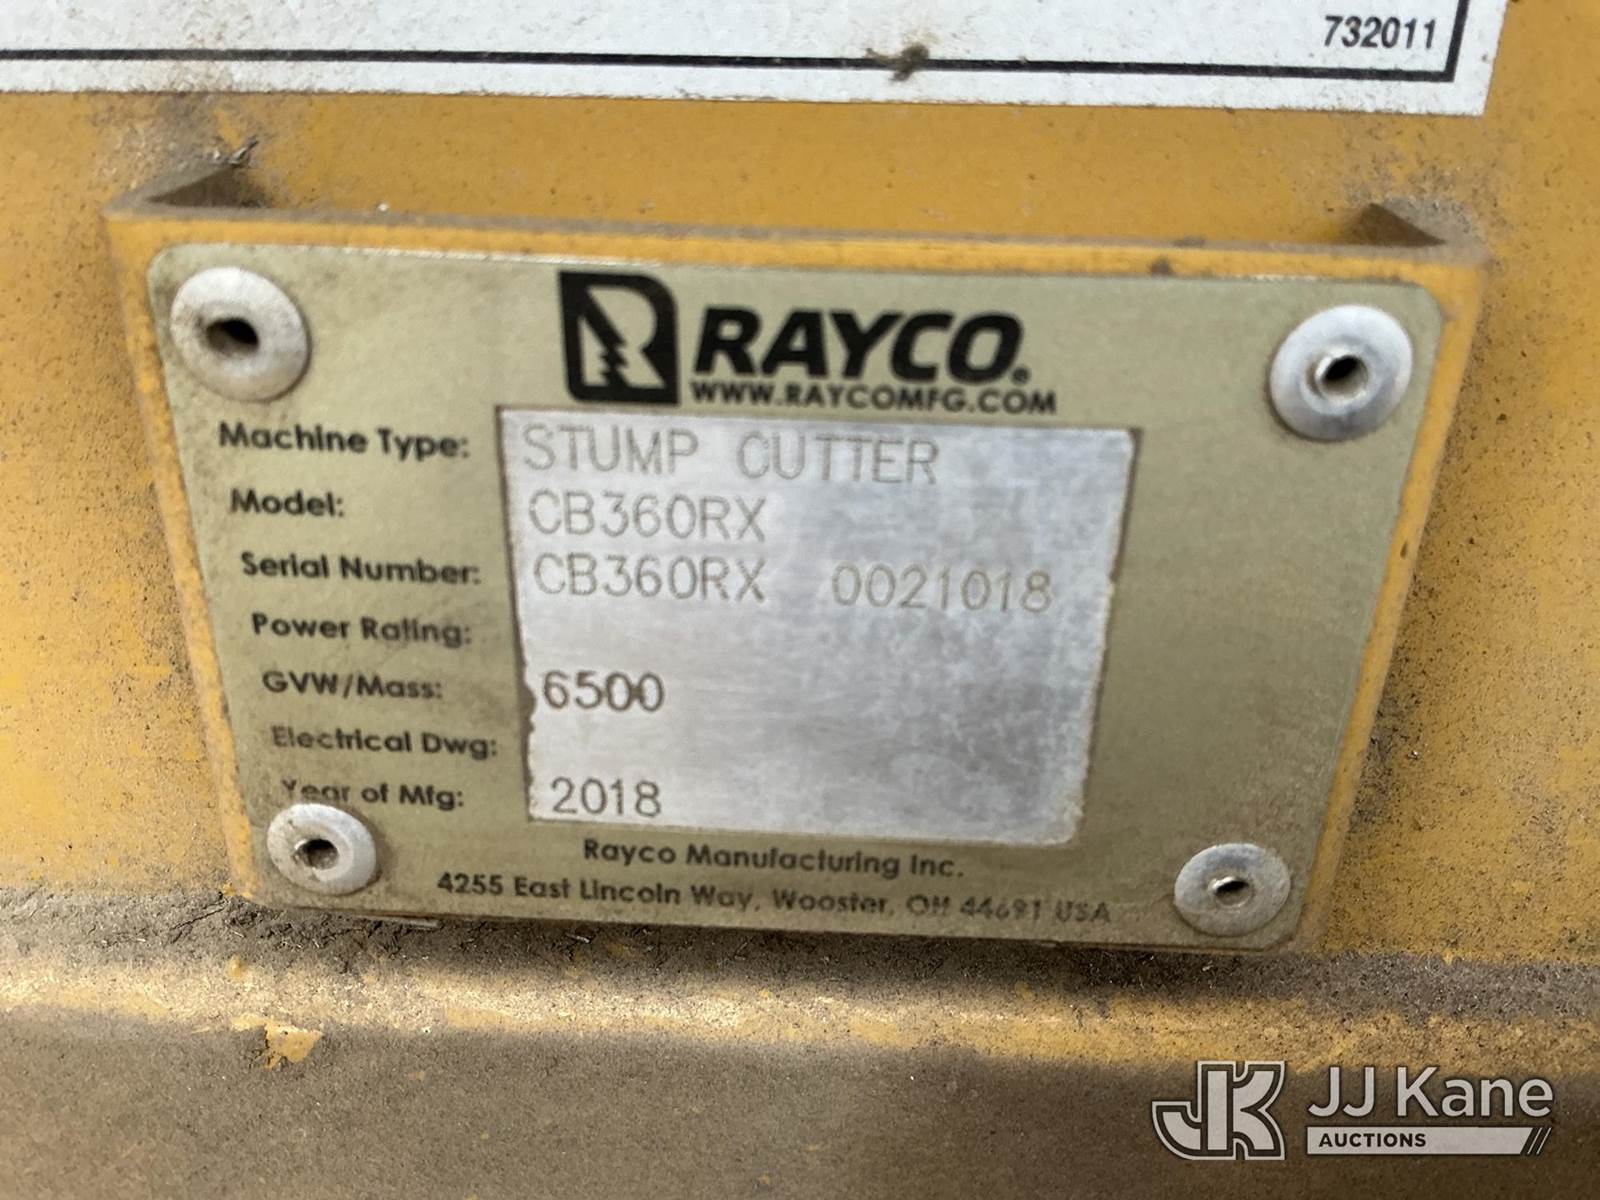 732011
RAYCO®
WWW.RAYCOMFG.COM
Machine Type: STUMP CUTTER
Model: CB360RX
Serial Number: CB360RX 0021018
Power Rating:
GVW/Mass: 6500
Electrical Dwg:
Year of Mfg: 2018
Rayco Manufacturing Inc.
4255 East Lincoln Way, Wooster, OH 44691 USA
JK JJ Kane
AUCTIONS